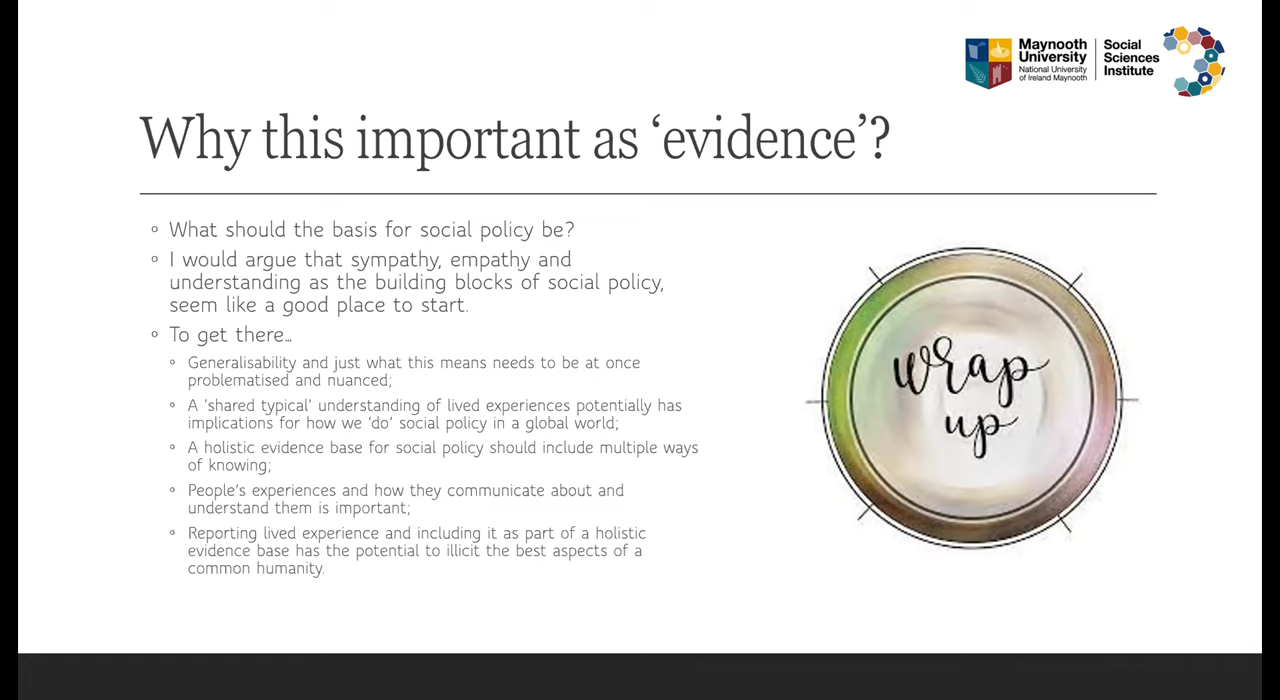 Maynooth
University
National University
of Ireland Maynooth
Social
Sciences
Institute
Why this important as ‘evidence’?
◦ What should the basis for social policy be?
◦ I would argue that sympathy, empathy and
understanding as the building blocks of social policy,
seem like a good place to start.
◦ To get there…
◦ Generalisability and just what this means needs to be at once
problematised and nuanced;
◦ A ‘shared typical’ understanding of lived experiences potentially has
implications for how we ‘do’ social policy in a global world;
◦ A holistic evidence base for social policy should include multiple ways
of knowing;
◦ People’s experiences and how they communicate about and
understand them is important;
◦ Reporting lived experience and including it as part of a holistic
evidence base has the potential to illicit the best aspects of a
common humanity.
wrap
up